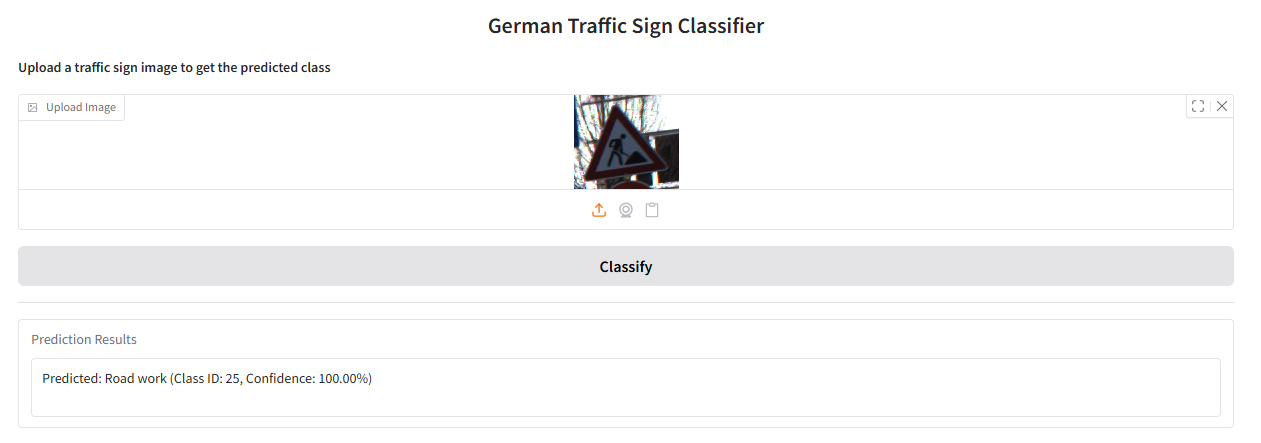 German Traffic Sign Classifier
Upload a traffic sign image to get the predicted class
Upload Image
Classify
Prediction Results
Predicted: Road work (Class ID: 25, Confidence: 100.00%)